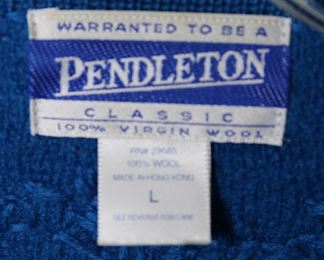 WARRANTED TO BE A
PENDLETON
CLASSIC
100% VIRGIN WOOL
RN# 29685
100% WOOL
MADE IN HONG KONG
L
SEE REVERSE FOR CARE